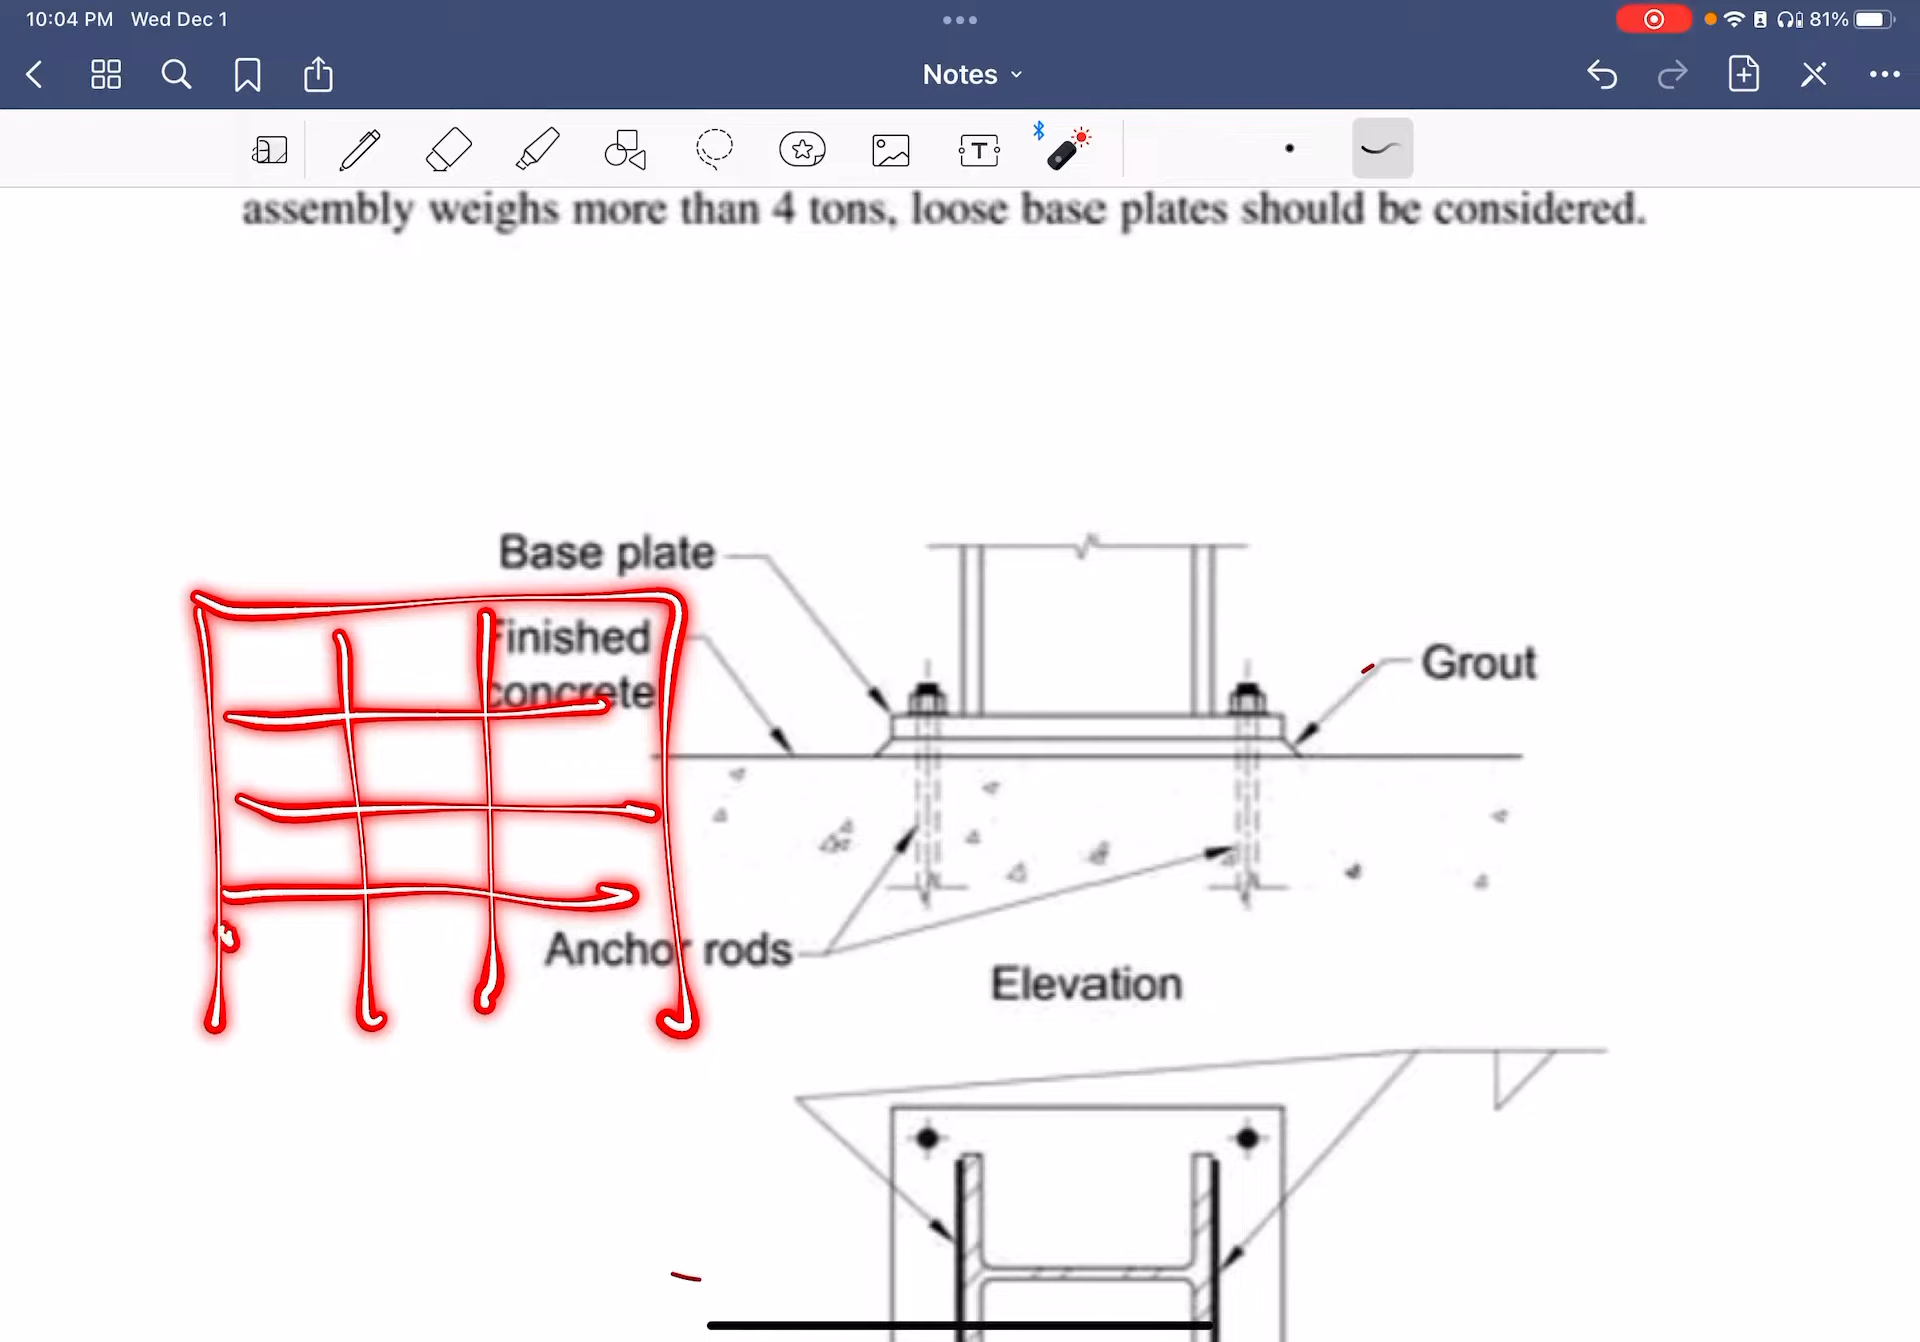 10:04 PM Wed Dec 1
81%
Notes
T
assembly weighs more than 4 tons, loose base plates should be considered.
Base plate
Finished
concrete
Grout
Anchor rods
Elevation